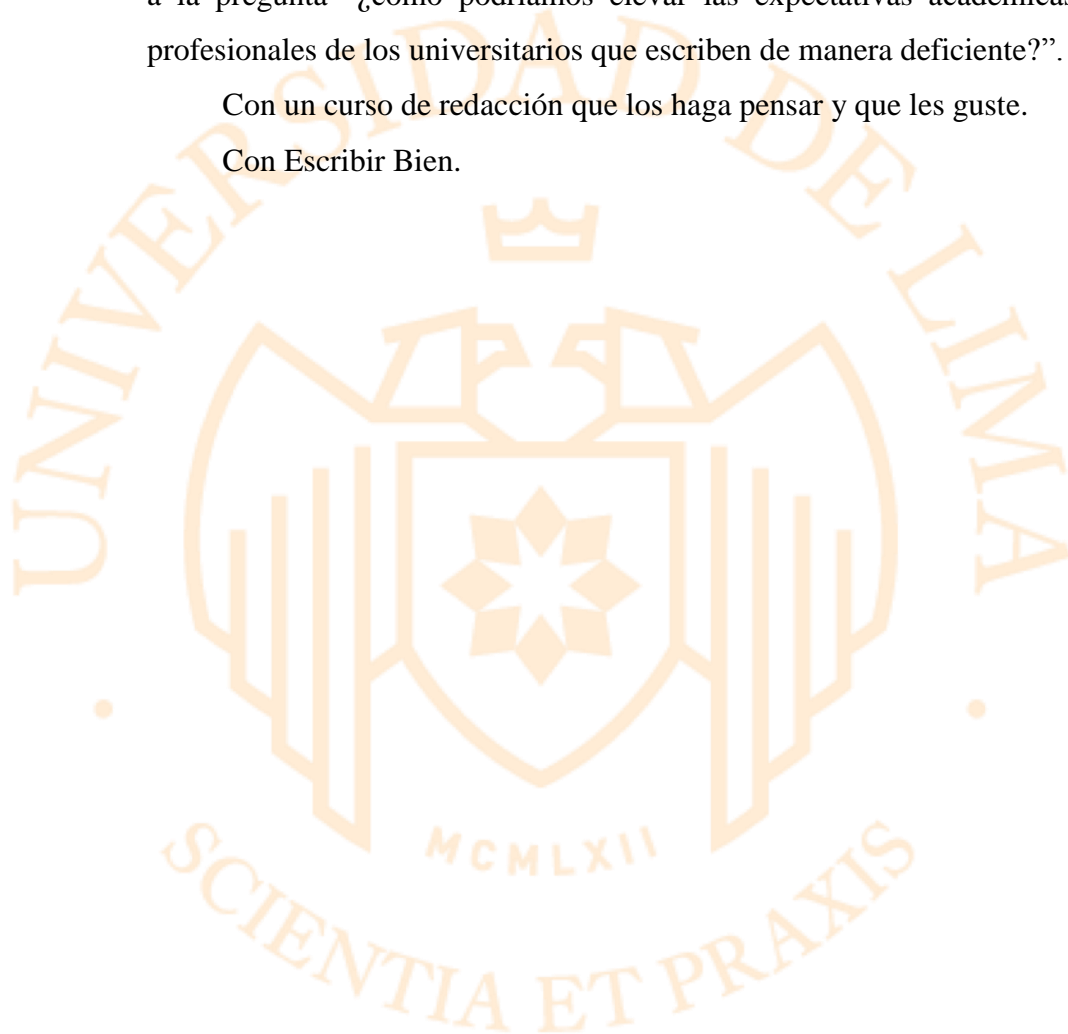 a la pregunta “¿cómo podríamos elevar las expectativas académicas
profesionales de los universitarios que escriben de manera deficiente?”.
Con un curso de redacción que los haga pensar y que les guste.
Con Escribir Bien.
UNIVERSIDAD DE LIMA
MCMLXII
SCIENTIA ET PRAXIS